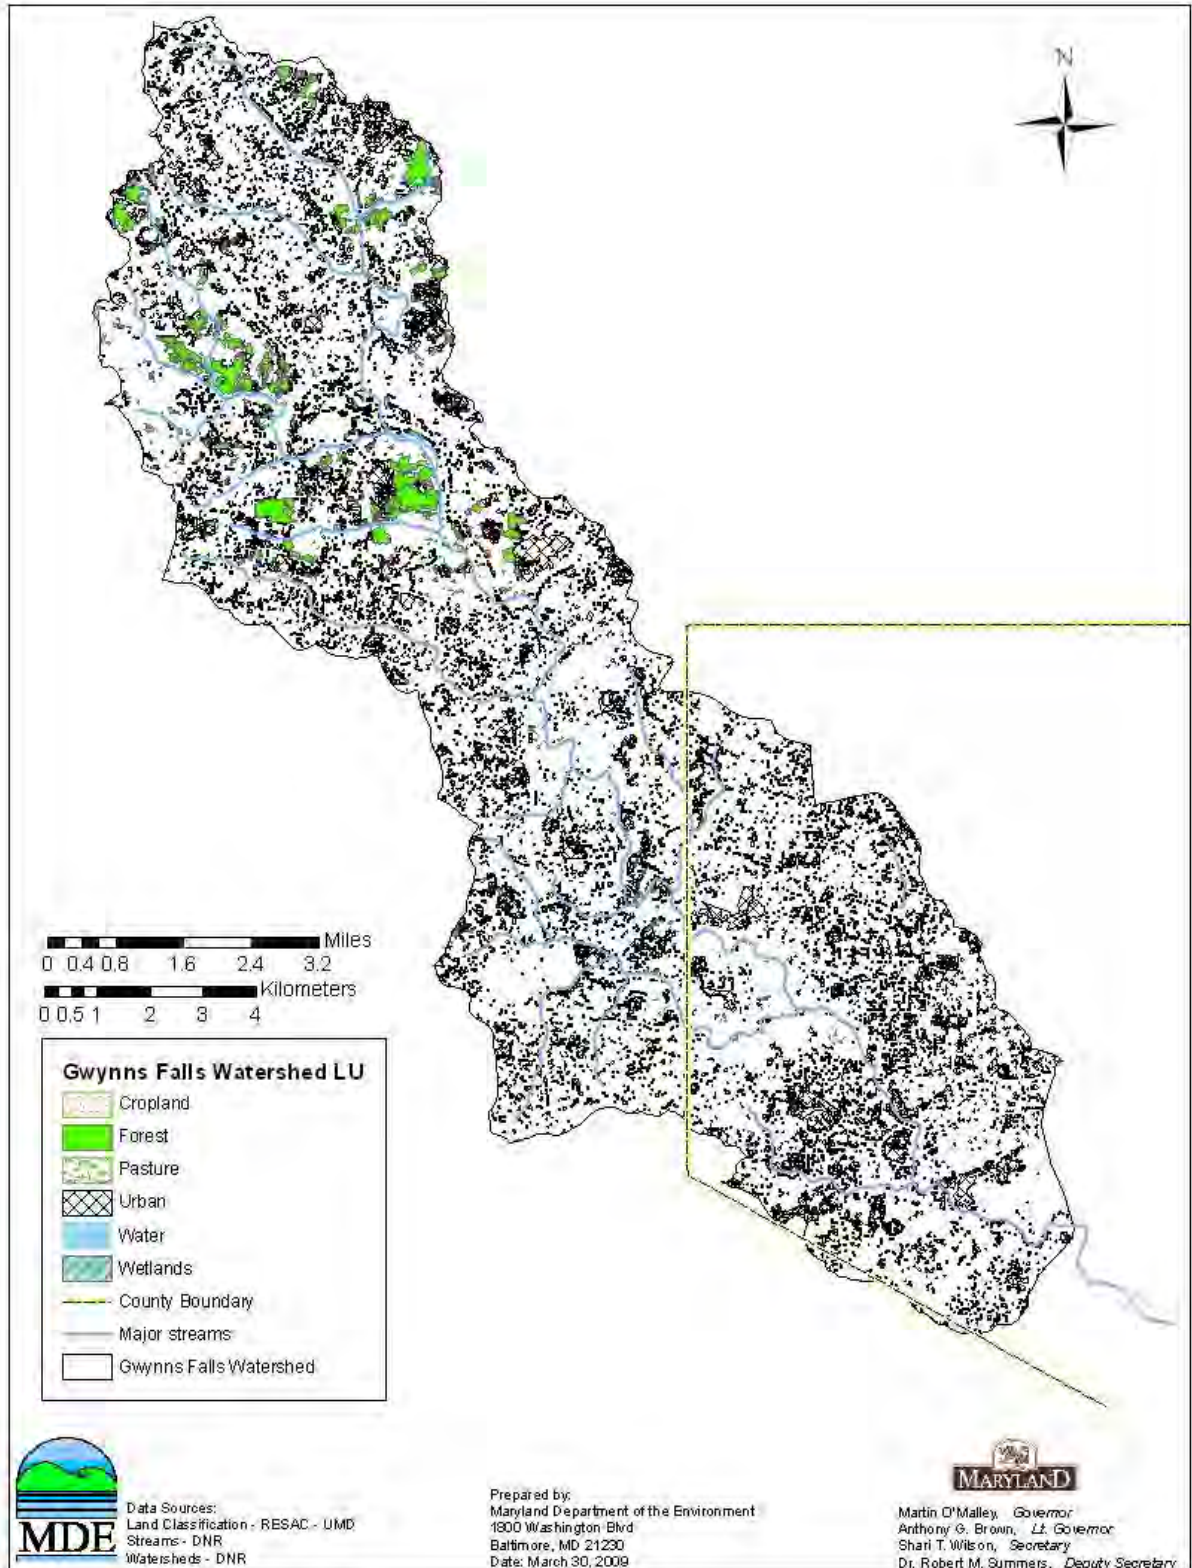 N
Miles
0 0.4 0.8 1.6 2.4 3.2
Kilometers
0 0.5 1 2 3 4
Gwynns Falls Watershed LU
Cropland
Forest
Pasture
Urban
Water
Wetlands
County Boundary
Major streams
Gwynns Falls Watershed
MDE
Data Sources:
Land Classification - RESAC - UMD
Streams - DNR
Watersheds - DNR
Prepared by:
Maryland Department of the Environment
1800 Washington Blvd
Baltimore, MD 21230
Date: March 30, 2009
MARYLAND
Martin O'Malley, Governor
Anthony G. Brown, Lt. Governor
Shari T. Wilson, Secretary
Dr. Robert M. Summers, Deputy Secretary